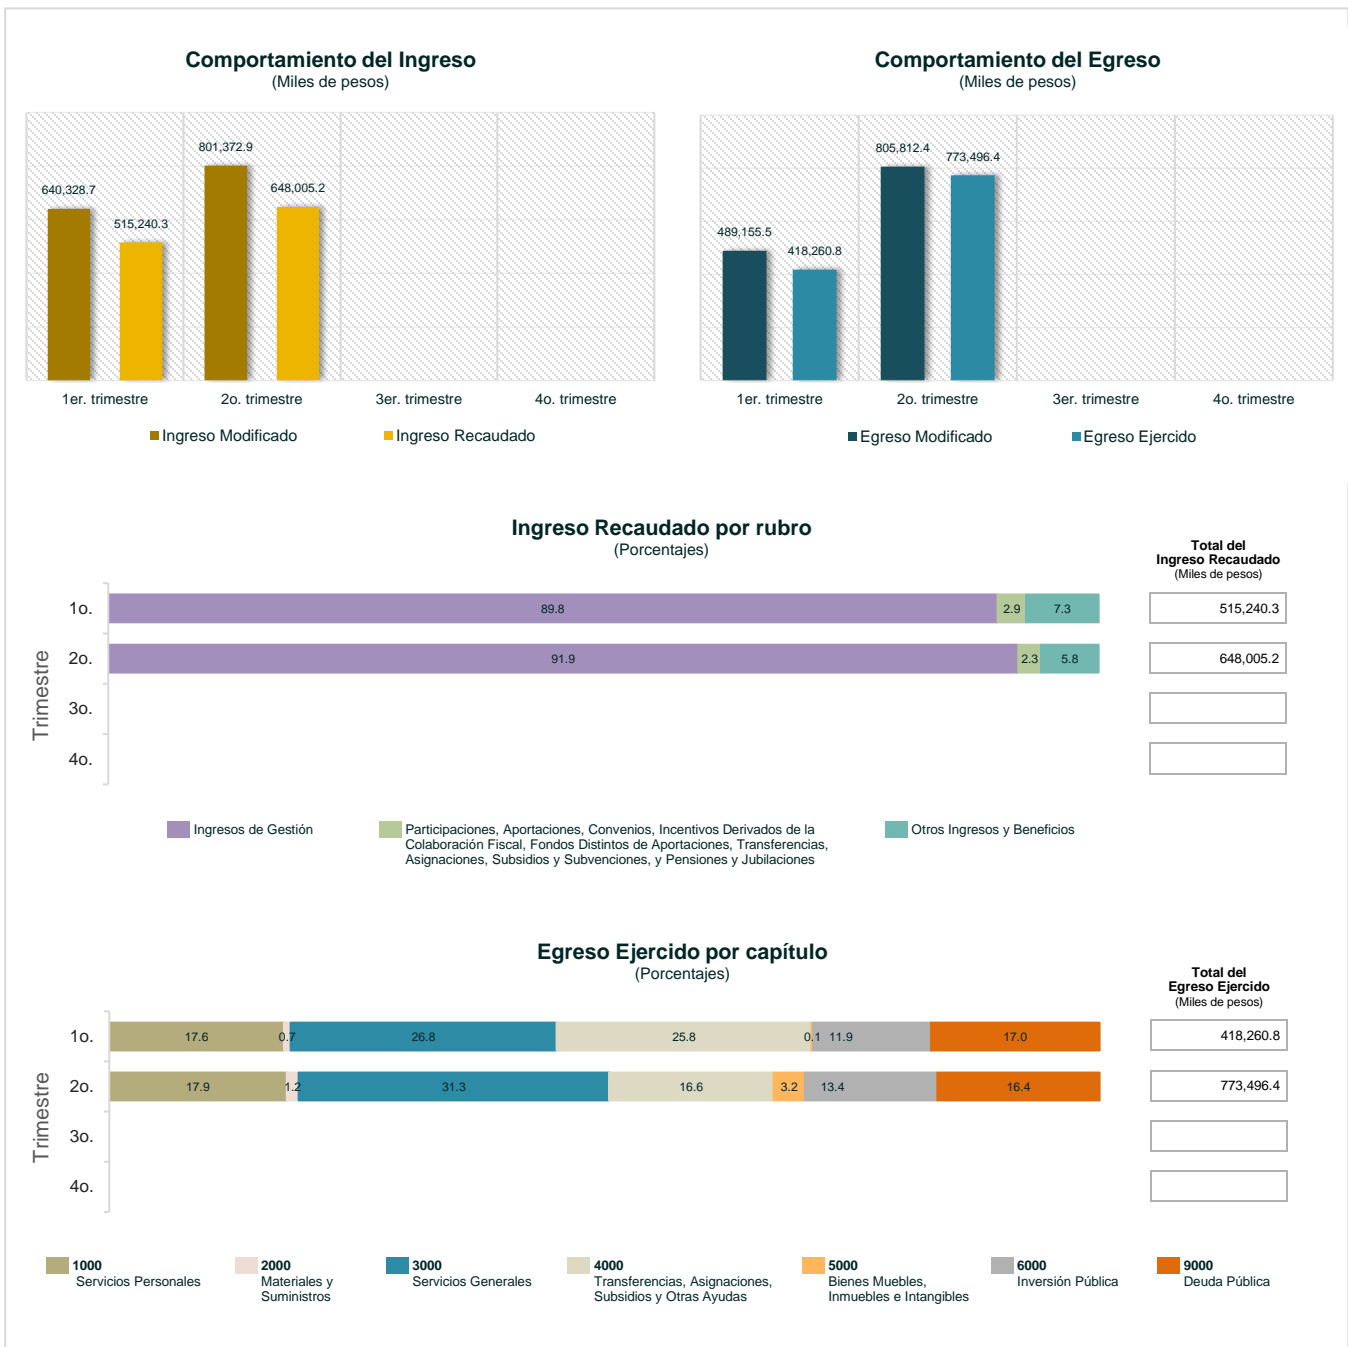 Comportamiento del Ingreso
(Miles de pesos)
640,328.7
515,240.3
801,372.9
648,005.2
1er. trimestre
2o. trimestre
3er. trimestre
4o. trimestre
Ingreso Modificado
Ingreso Recaudado
Comportamiento del Egreso
(Miles de pesos)
489,155.5
418,260.8
805,812.4
773,496.4
1er. trimestre
2o. trimestre
3er. trimestre
4o. trimestre
Egreso Modificado
Egreso Ejercido
Ingreso Recaudado por rubro
(Porcentajes)
Total del
Ingreso Recaudado
(Miles de pesos)
Trimestre
1o.
89.8
2.9
7.3
515,240.3
2o.
91.9
2.3
5.8
648,005.2
3o.
4o.
Ingresos de Gestión
Participaciones, Aportaciones, Convenios, Incentivos Derivados de la
Colaboración Fiscal, Fondos Distintos de Aportaciones, Transferencias,
Asignaciones, Subsidios y Subvenciones, y Pensiones y Jubilaciones
Otros Ingresos y Beneficios
Egreso Ejercido por capítulo
(Porcentajes)
Total del
Egreso Ejercido
(Miles de pesos)
Trimestre
1o.
17.6
0.7
26.8
25.8
0.1
11.9
17.0
418,260.8
2o.
17.9
1.2
31.3
16.6
3.2
13.4
16.4
773,496.4
3o.
4o.
1000
Servicios Personales
2000
Materiales y
Suministros
3000
Servicios Generales
4000
Transferencias, Asignaciones,
Subsidios y Otras Ayudas
5000
Bienes Muebles,
Inmuebles e Intangibles
6000
Inversión Pública
9000
Deuda Pública